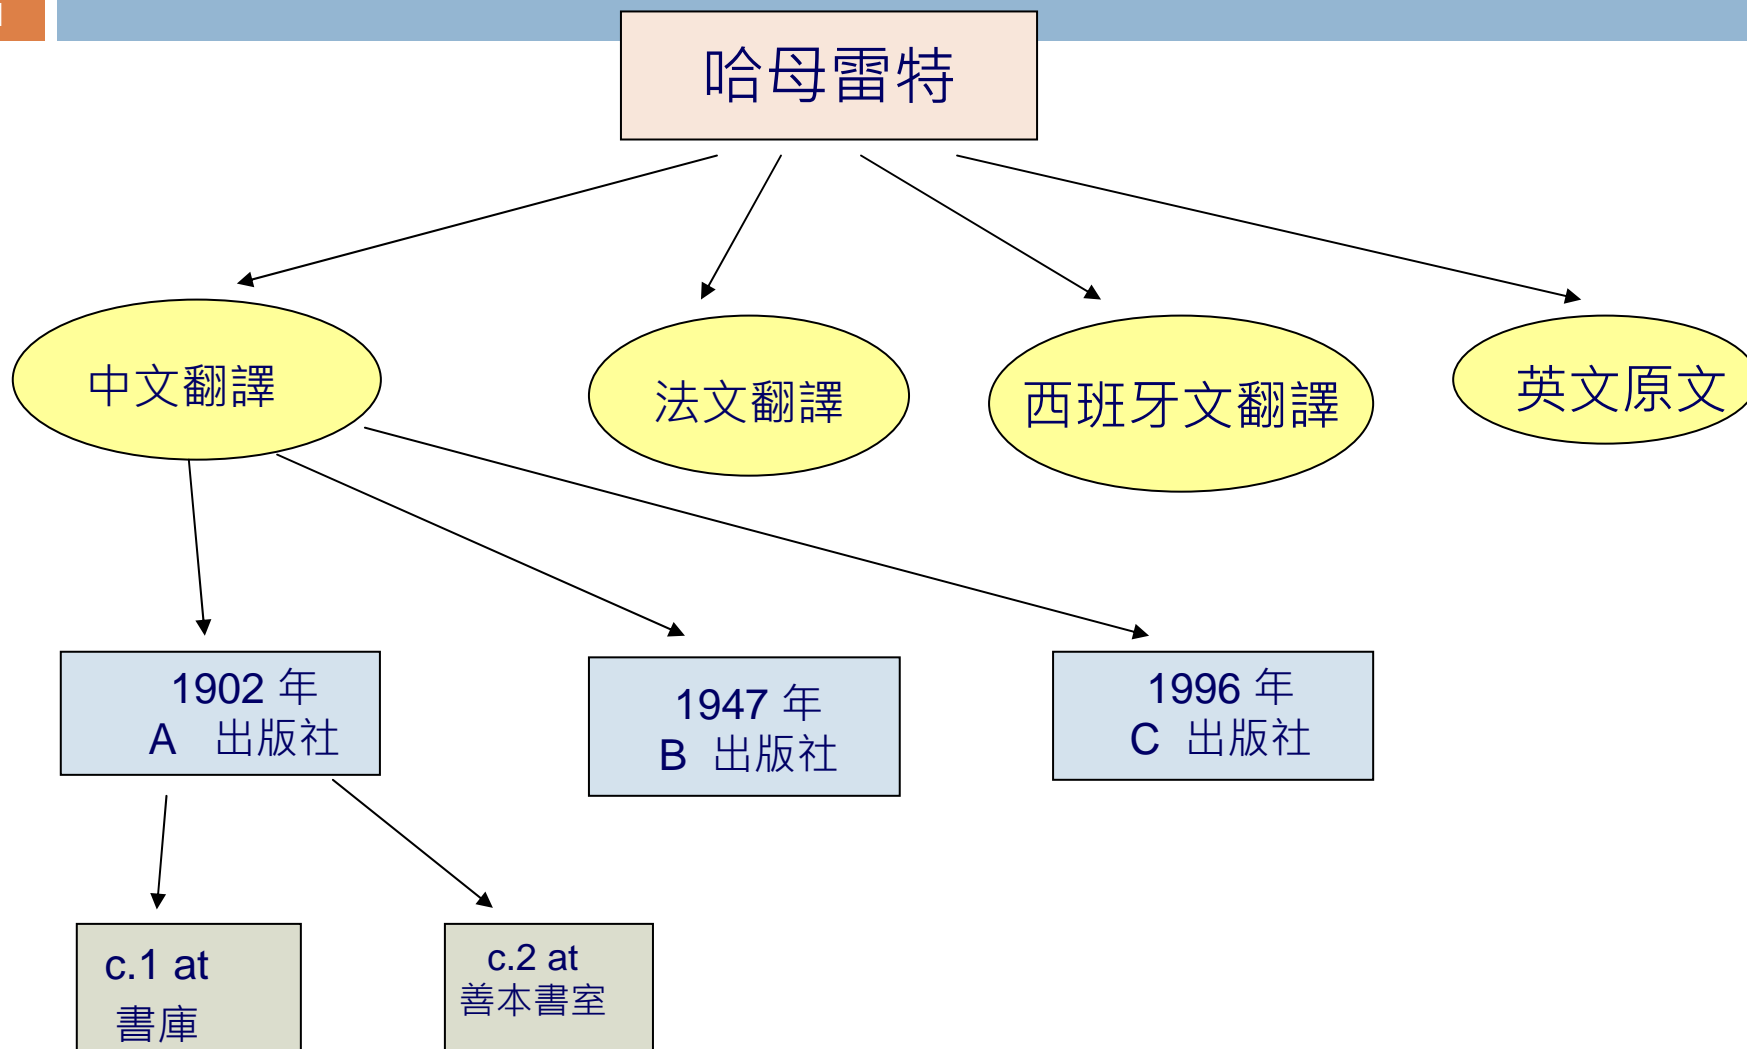 哈母雷特
中文翻譯
法文翻譯
西班牙文翻譯
英文原文
1902 年
A 出版社
1947 年
B 出版社
1996 年
C 出版社
c.1 at
書庫
c.2 at
善本書室